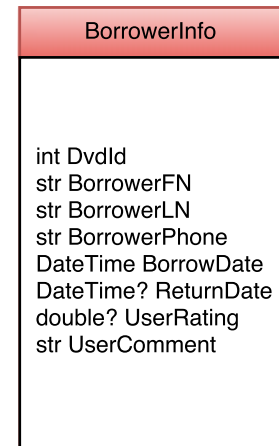 BorrowerInfo
int DvdId
str BorrowerFN
str BorrowerLN
str BorrowerPhone
DateTime BorrowDate
DateTime? ReturnDate
double? UserRating
str UserComment